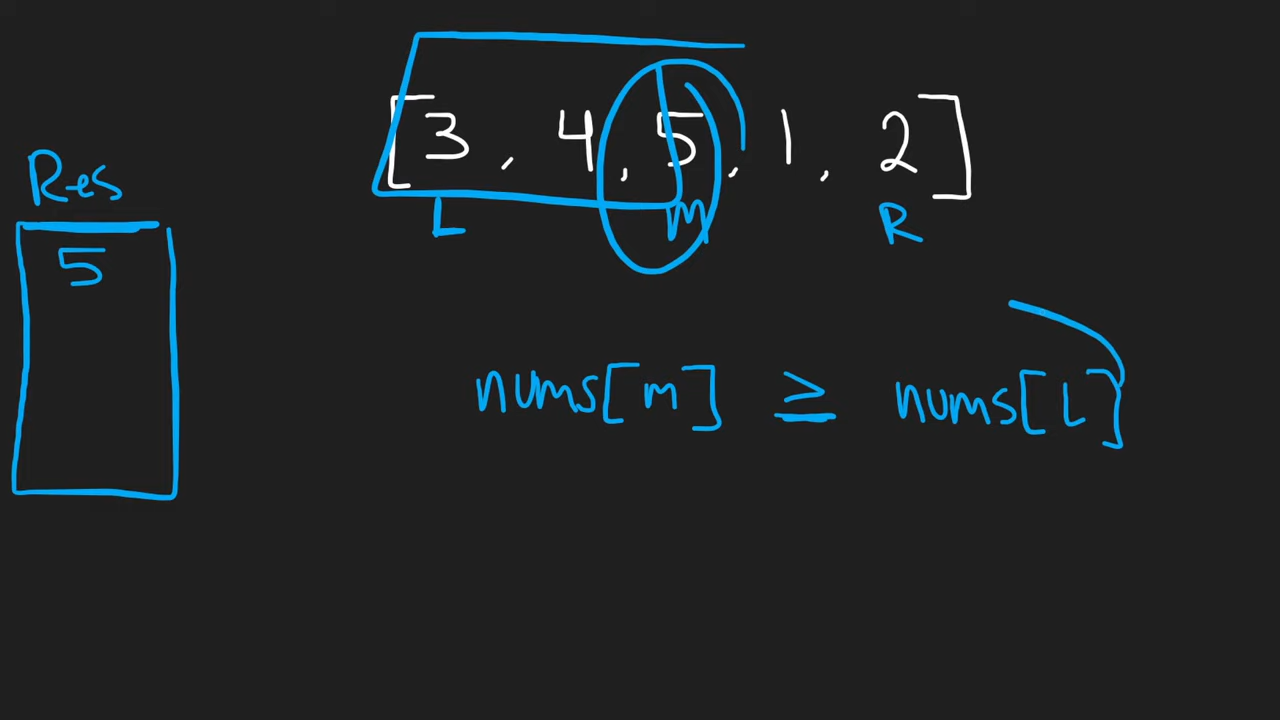 [3, 4, 5, 1, 2]
Res
L M R
5
nums[m] ≥ nums[L]